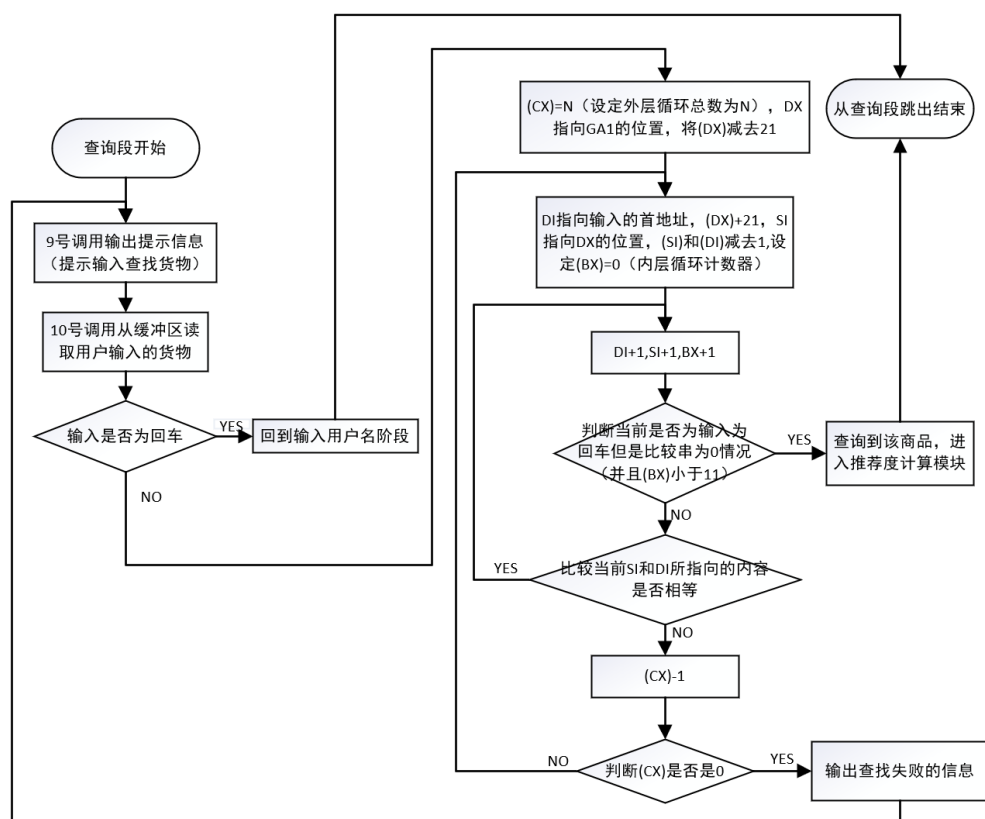 查询段开始
9号调用输出提示信息
（提示输入查找货物）
10号调用从缓冲区读
取用户输入的货物
输入是否为回车
YES
回到输入用户名阶段
NO
(CX)=N（设定外层循环总数为N），DX
指向GA1的位置，将(DX)减去21
DI指向输入的首地址，(DX)+21，SI
指向DX的位置，(SI)和(DI)减去1,设
定(BX)=0（内层循环计数器）
DI+1,SI+1,BX+1
判断当前是否为输入为
回车但是比较串为0情况
（并且(BX)小于11）
YES
查询到该商品，进
入推荐度计算模块
从查询段跳出结束
NO
比较当前SI和DI所指向的内容
是否相等
YES
NO
(CX)-1
判断(CX)是否是0
NO
YES
输出查找失败的信息